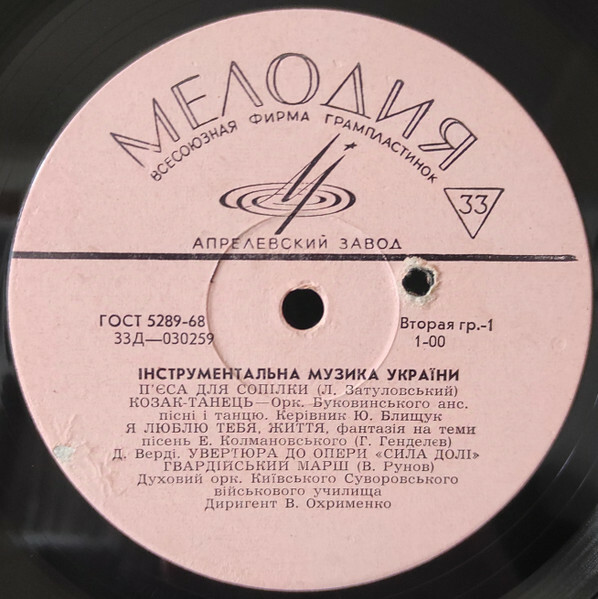 МЕЛОДИЯ
ВСЕСОЮЗНАЯ ФИРМА ГРАМПЛАСТИНОК
33
АПРЕЛЕВСКИЙ ЗАВОД
ГОСТ 5289-68
33Д—030259
Вторая гр.-1
1-00
ІНСТРУМЕНТАЛЬНА МУЗИКА УКРАЇНИ
П'ЄСА ДЛЯ СОПІЛКИ (Л. Затуловський)
КОЗАК-ТАНЕЦЬ—Орк. Буковинського анс.
пісні і танцю. Керівник Ю. Блищук
Я ЛЮБЛЮ ТЕБЯ, ЖИТТЯ, фантазія на теми
пісень Е. Колмановського (Г. Генделєв)
Д. Верді. УВЕРТЮРА ДО ОПЕРИ «СИЛА ДОЛІ»
ГВАРДІЙСЬКИЙ МАРШ (В. Рунов)
Духовий орк. Київського Суворовського
військового училища
Диригент В. Охрименко